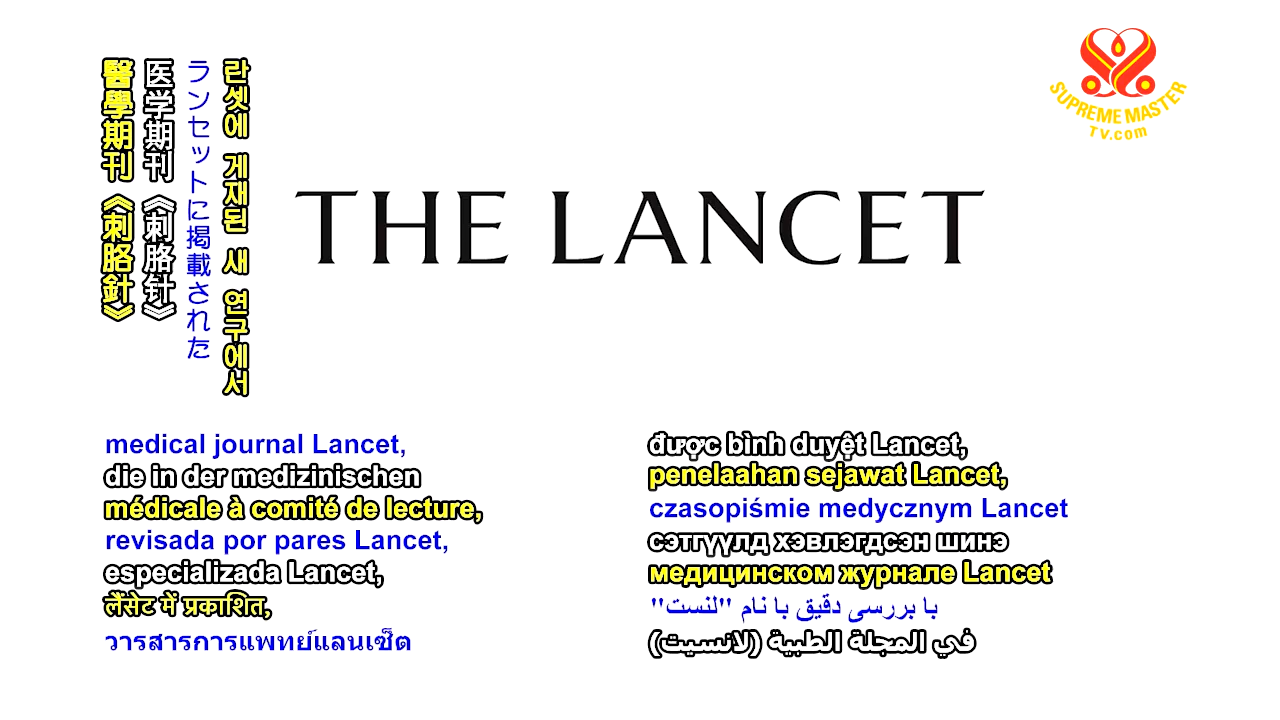 SUPREME MASTER
TV.com
THE LANCET
醫學期刊《刺胳針》
医学期刊《刺胳针》
ランセットに掲載された
란셋에 게재된 새 연구에서
medical journal Lancet,
die in der medizinischen
médicale à comité de lecture,
revisada por pares Lancet,
especializada Lancet,
लैंसेट में प्रकाशित,
วารสารการแพทย์แลนเซ็ต
được bình duyệt Lancet,
penelaahan sejawat Lancet,
czasopiśmie medycznym Lancet
сэтгүүлд хэвлэгдсэн шинэ
медицинском журнале Lancet
با بررسی دقیق با نام "لنست"
في المجلة الطبية (لانسيت)